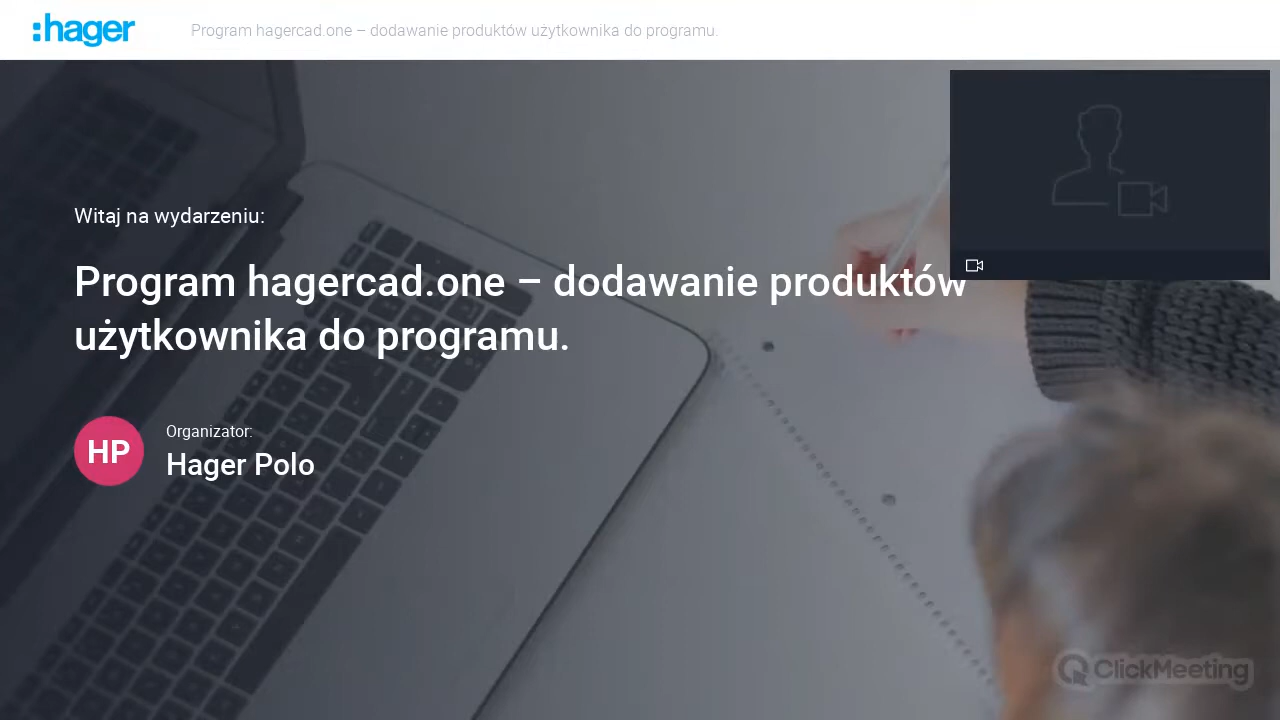 :hager
Program hagercad.one – dodawanie produktów użytkownika do programu.
Witaj na wydarzeniu:
Program hagercad.one – dodawanie produktów
użytkownika do programu.
HP
Organizator:
Hager Polo
ClickMeeting